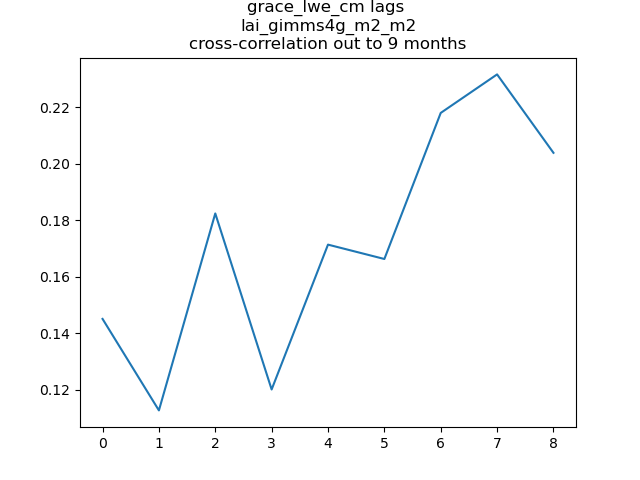 grace_lwe_cm lags
lai_gimms4g_m2_m2
cross-correlation out to 9 months
0.22
0.20
0.18
0.16
0.14
0.12
0 1 2 3 4 5 6 7 8